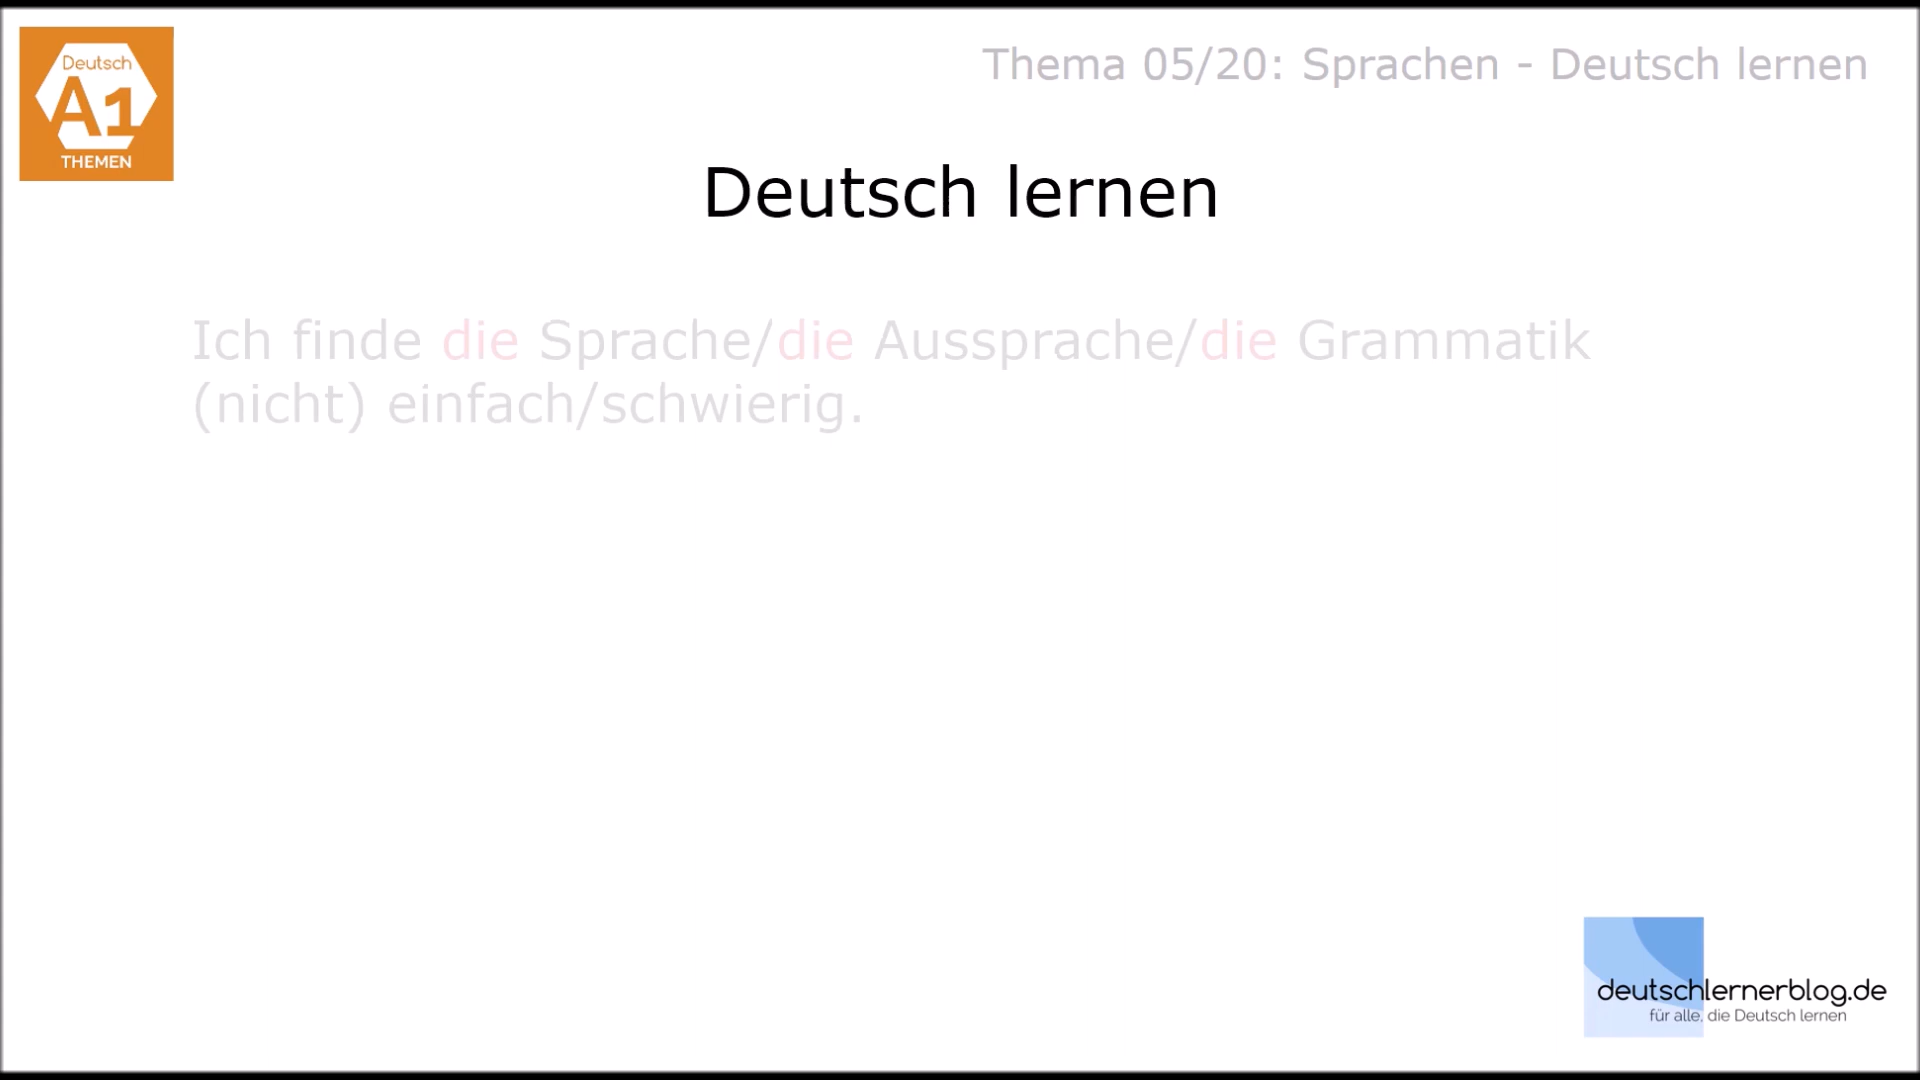 Deutsch
A1
THEMEN
Thema 05/20: Sprachen - Deutsch lernen
Deutsch lernen
Ich finde die Sprache/die Aussprache/die Grammatik
(nicht) einfach/schwierig.
deutschlernerblog.de
für alle, die Deutsch lernen